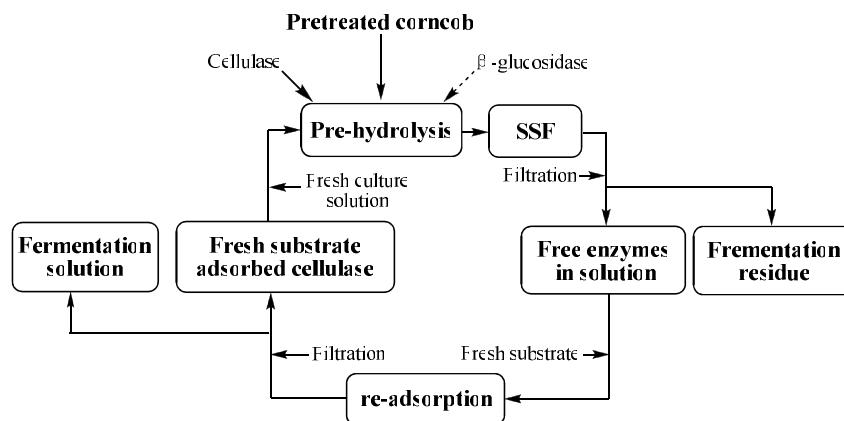 Pretreated corncob
Cellulase
β-glucosidase
Pre-hydrolysis
SSF
Filtration
Fresh culture
solution
Fermentation
solution
Fresh substrate
adsorbed cellulase
Free enzymes
in solution
Frementation
residue
Filtration
Fresh substrate
re-adsorption